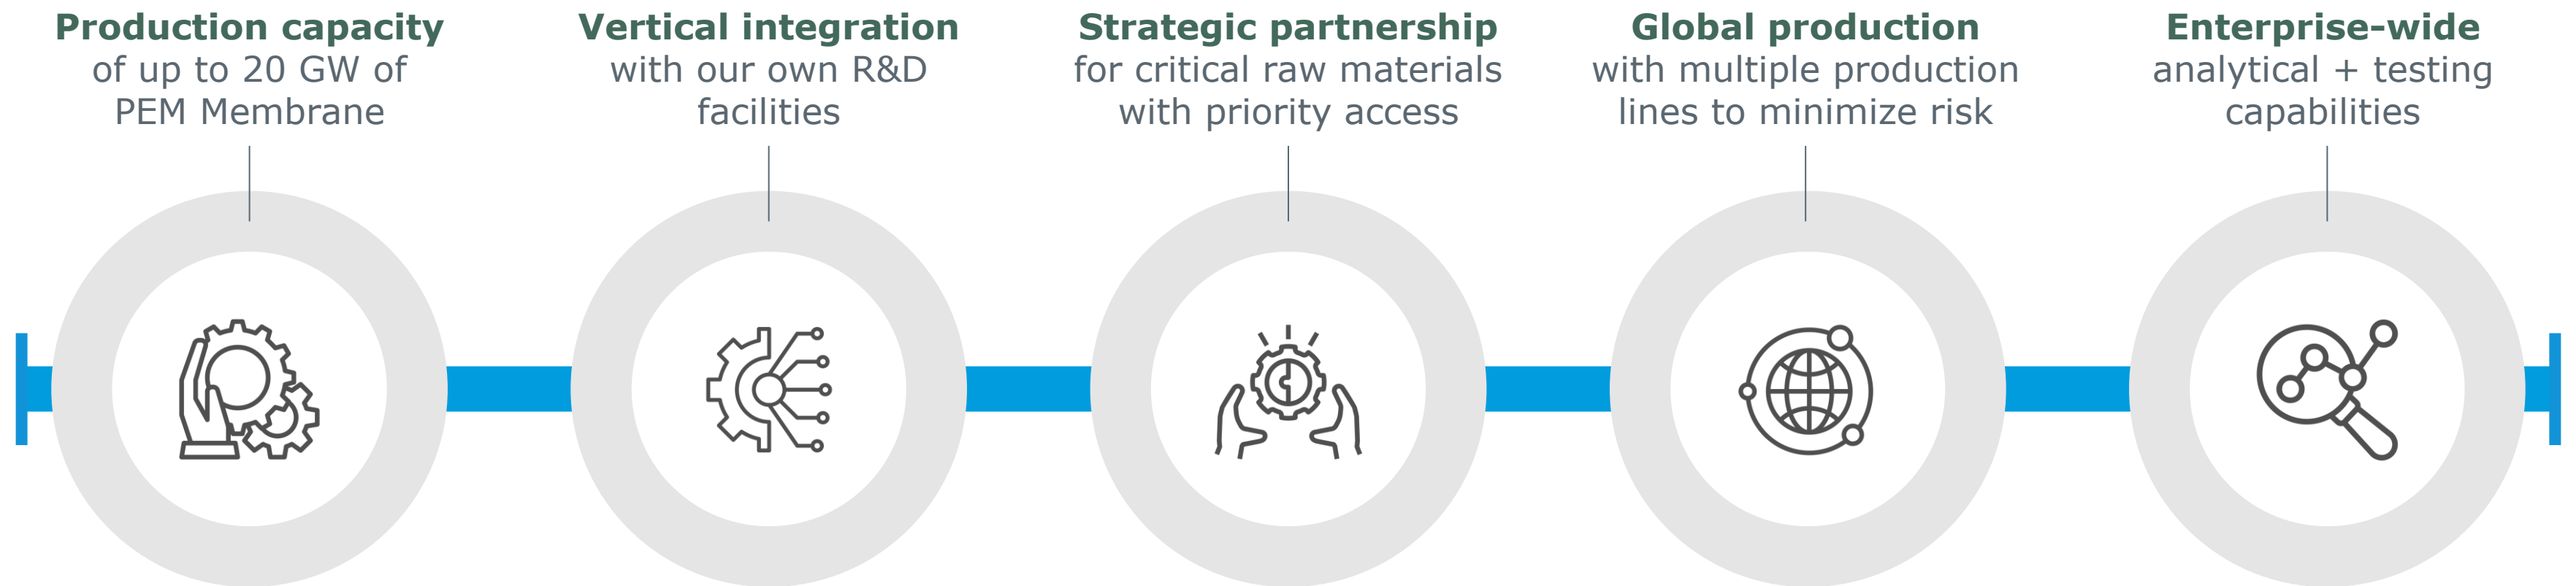 Production capacity
of up to 20 GW of
PEM Membrane
Vertical integration
with our own R&D
facilities
Strategic partnership
for critical raw materials
with priority access
Global production
with multiple production
lines to minimize risk
Enterprise-wide
analytical + testing
capabilities